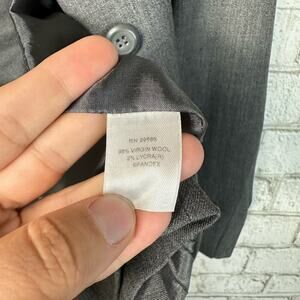 RN 29685
98% VIRGIN WOOL
2% LYCRA(R)
SPANDEX